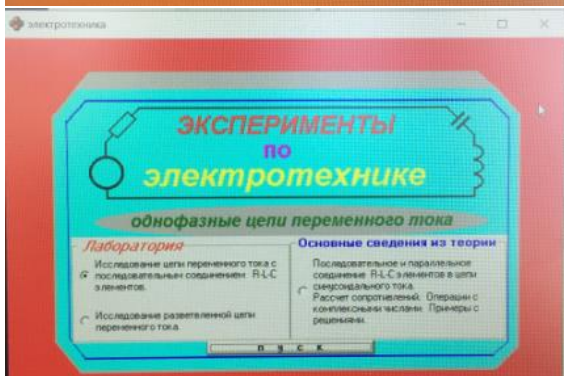 электротехника
ЭКСПЕРИМЕНТЫ
по
электротехнике
однофазные цепи переменного тока
Лаборатория
Исследование цепи переменного тока с
последовательным соединением R-L-C
элементов.
Исследование разветвленной цепи
переменного тока.
Основные сведения из теории
Последовательное и параллельное
соединение R-L-C элементов в цепи
синусоидального тока.
Рассчет сопротивлений. Операции с
комплексными числами. Примеры с
решениями.
пуск